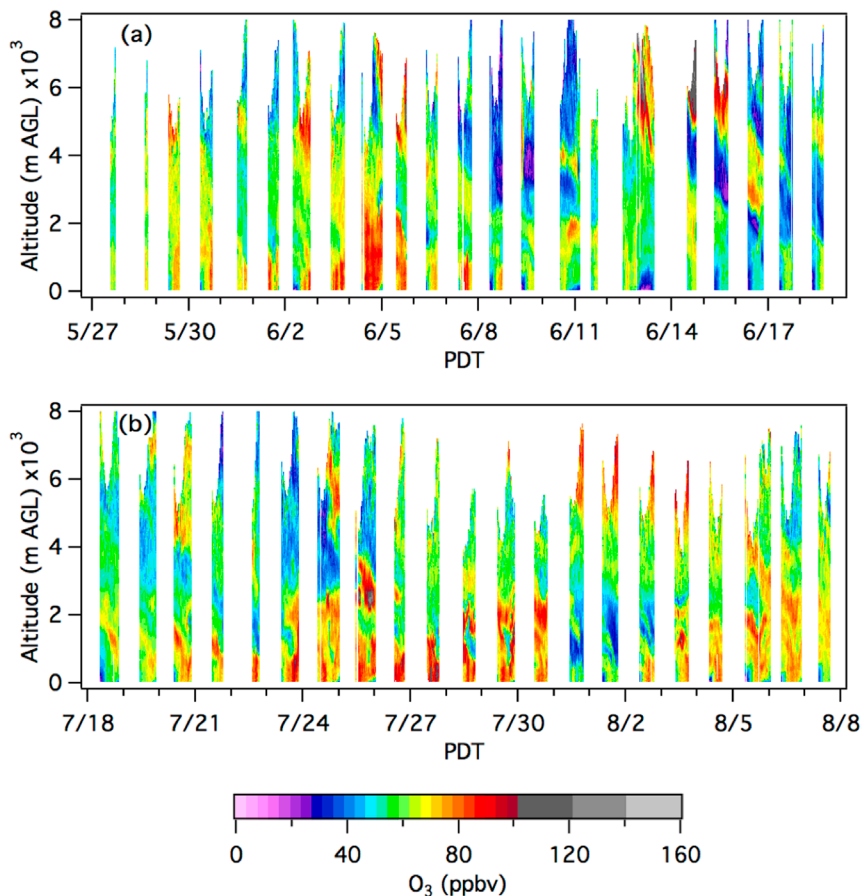 (a)
Altitude (m AGL) x10³
8
6
4
2
0
5/27 5/30 6/2 6/5 6/8 6/11 6/14 6/17
PDT
(b)
Altitude (m AGL) x10³
8
6
4
2
0
7/18 7/21 7/24 7/27 7/30 8/2 8/5 8/8
PDT
0 40 80 120 160
O₃ (ppbv)